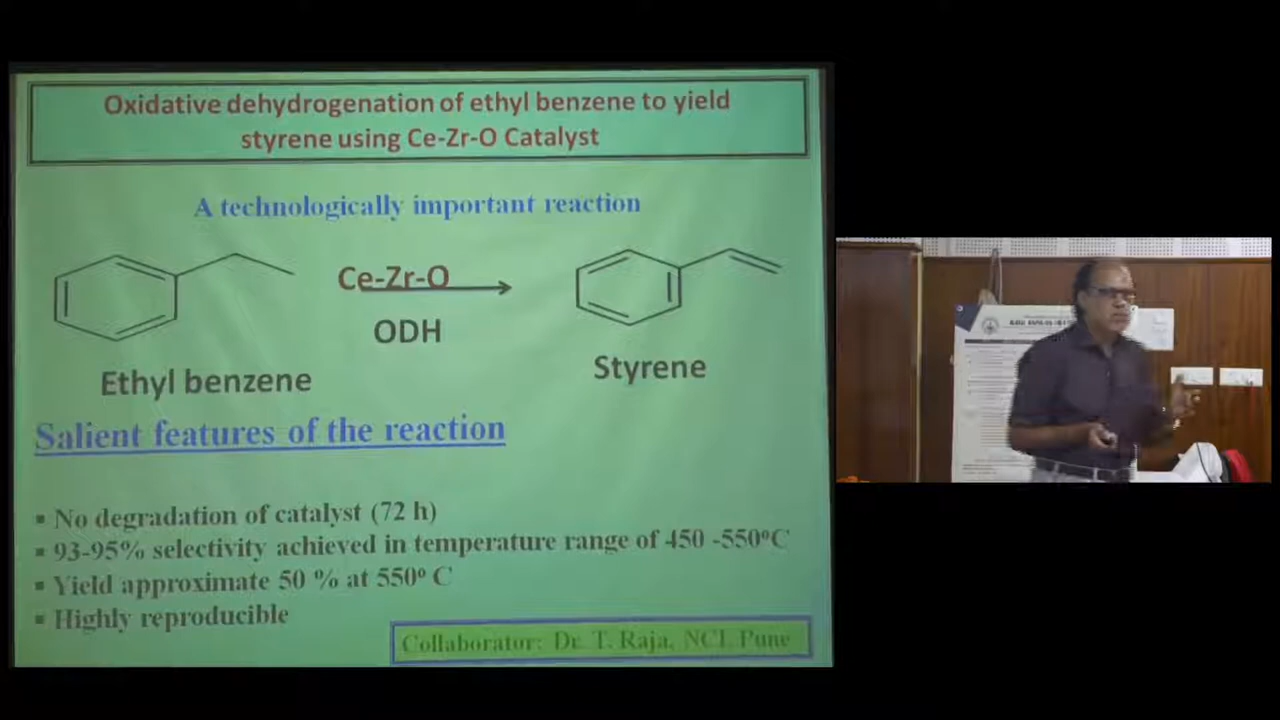 Oxidative dehydrogenation of ethyl benzene to yield
styrene using Ce-Zr-O Catalyst
A technologically important reaction
Ce-Zr-O
ODH
Ethyl benzene
Styrene
Salient features of the reaction
▪ No degradation of catalyst (72 h)
▪ 93-95% selectivity achieved in temperature range of 450 -550ºC
▪ Yield approximate 50 % at 550º C
▪ Highly reproducible
Collaborator: Dr. T. Raja, NCL Pune